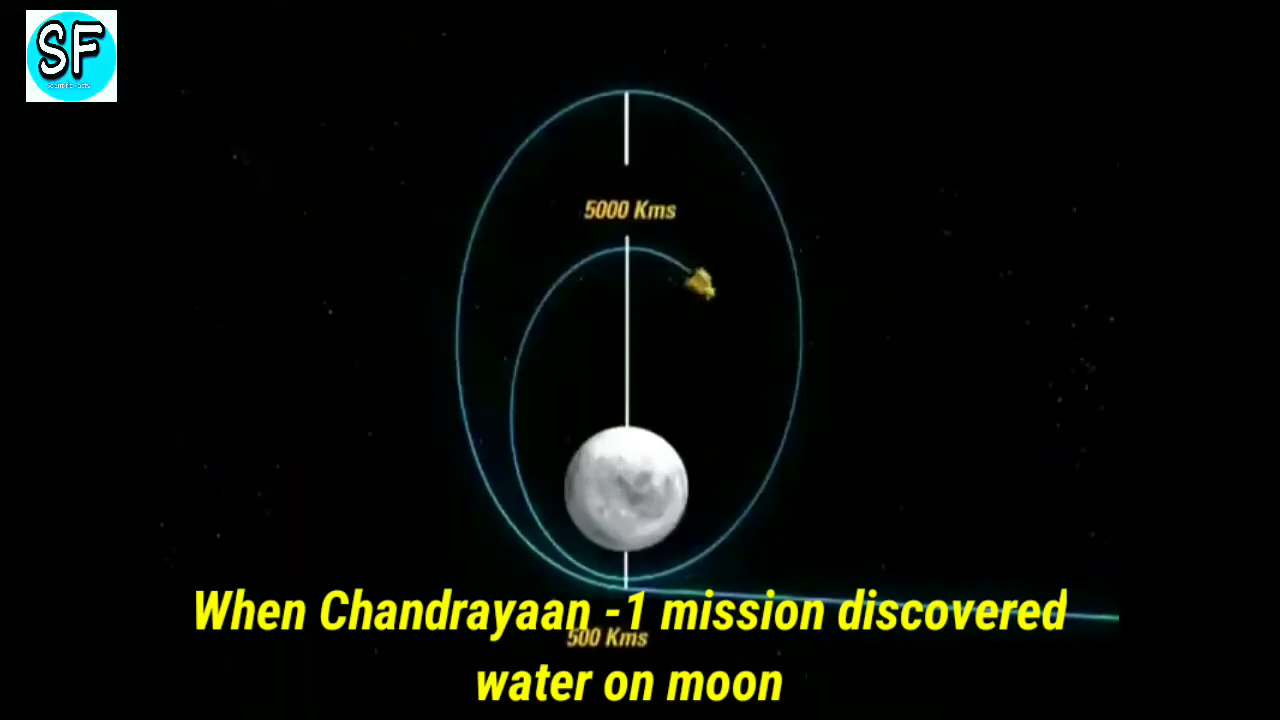 SF
5000 Kms
When Chandrayaan -1 mission discovered
500 Kms
water on moon